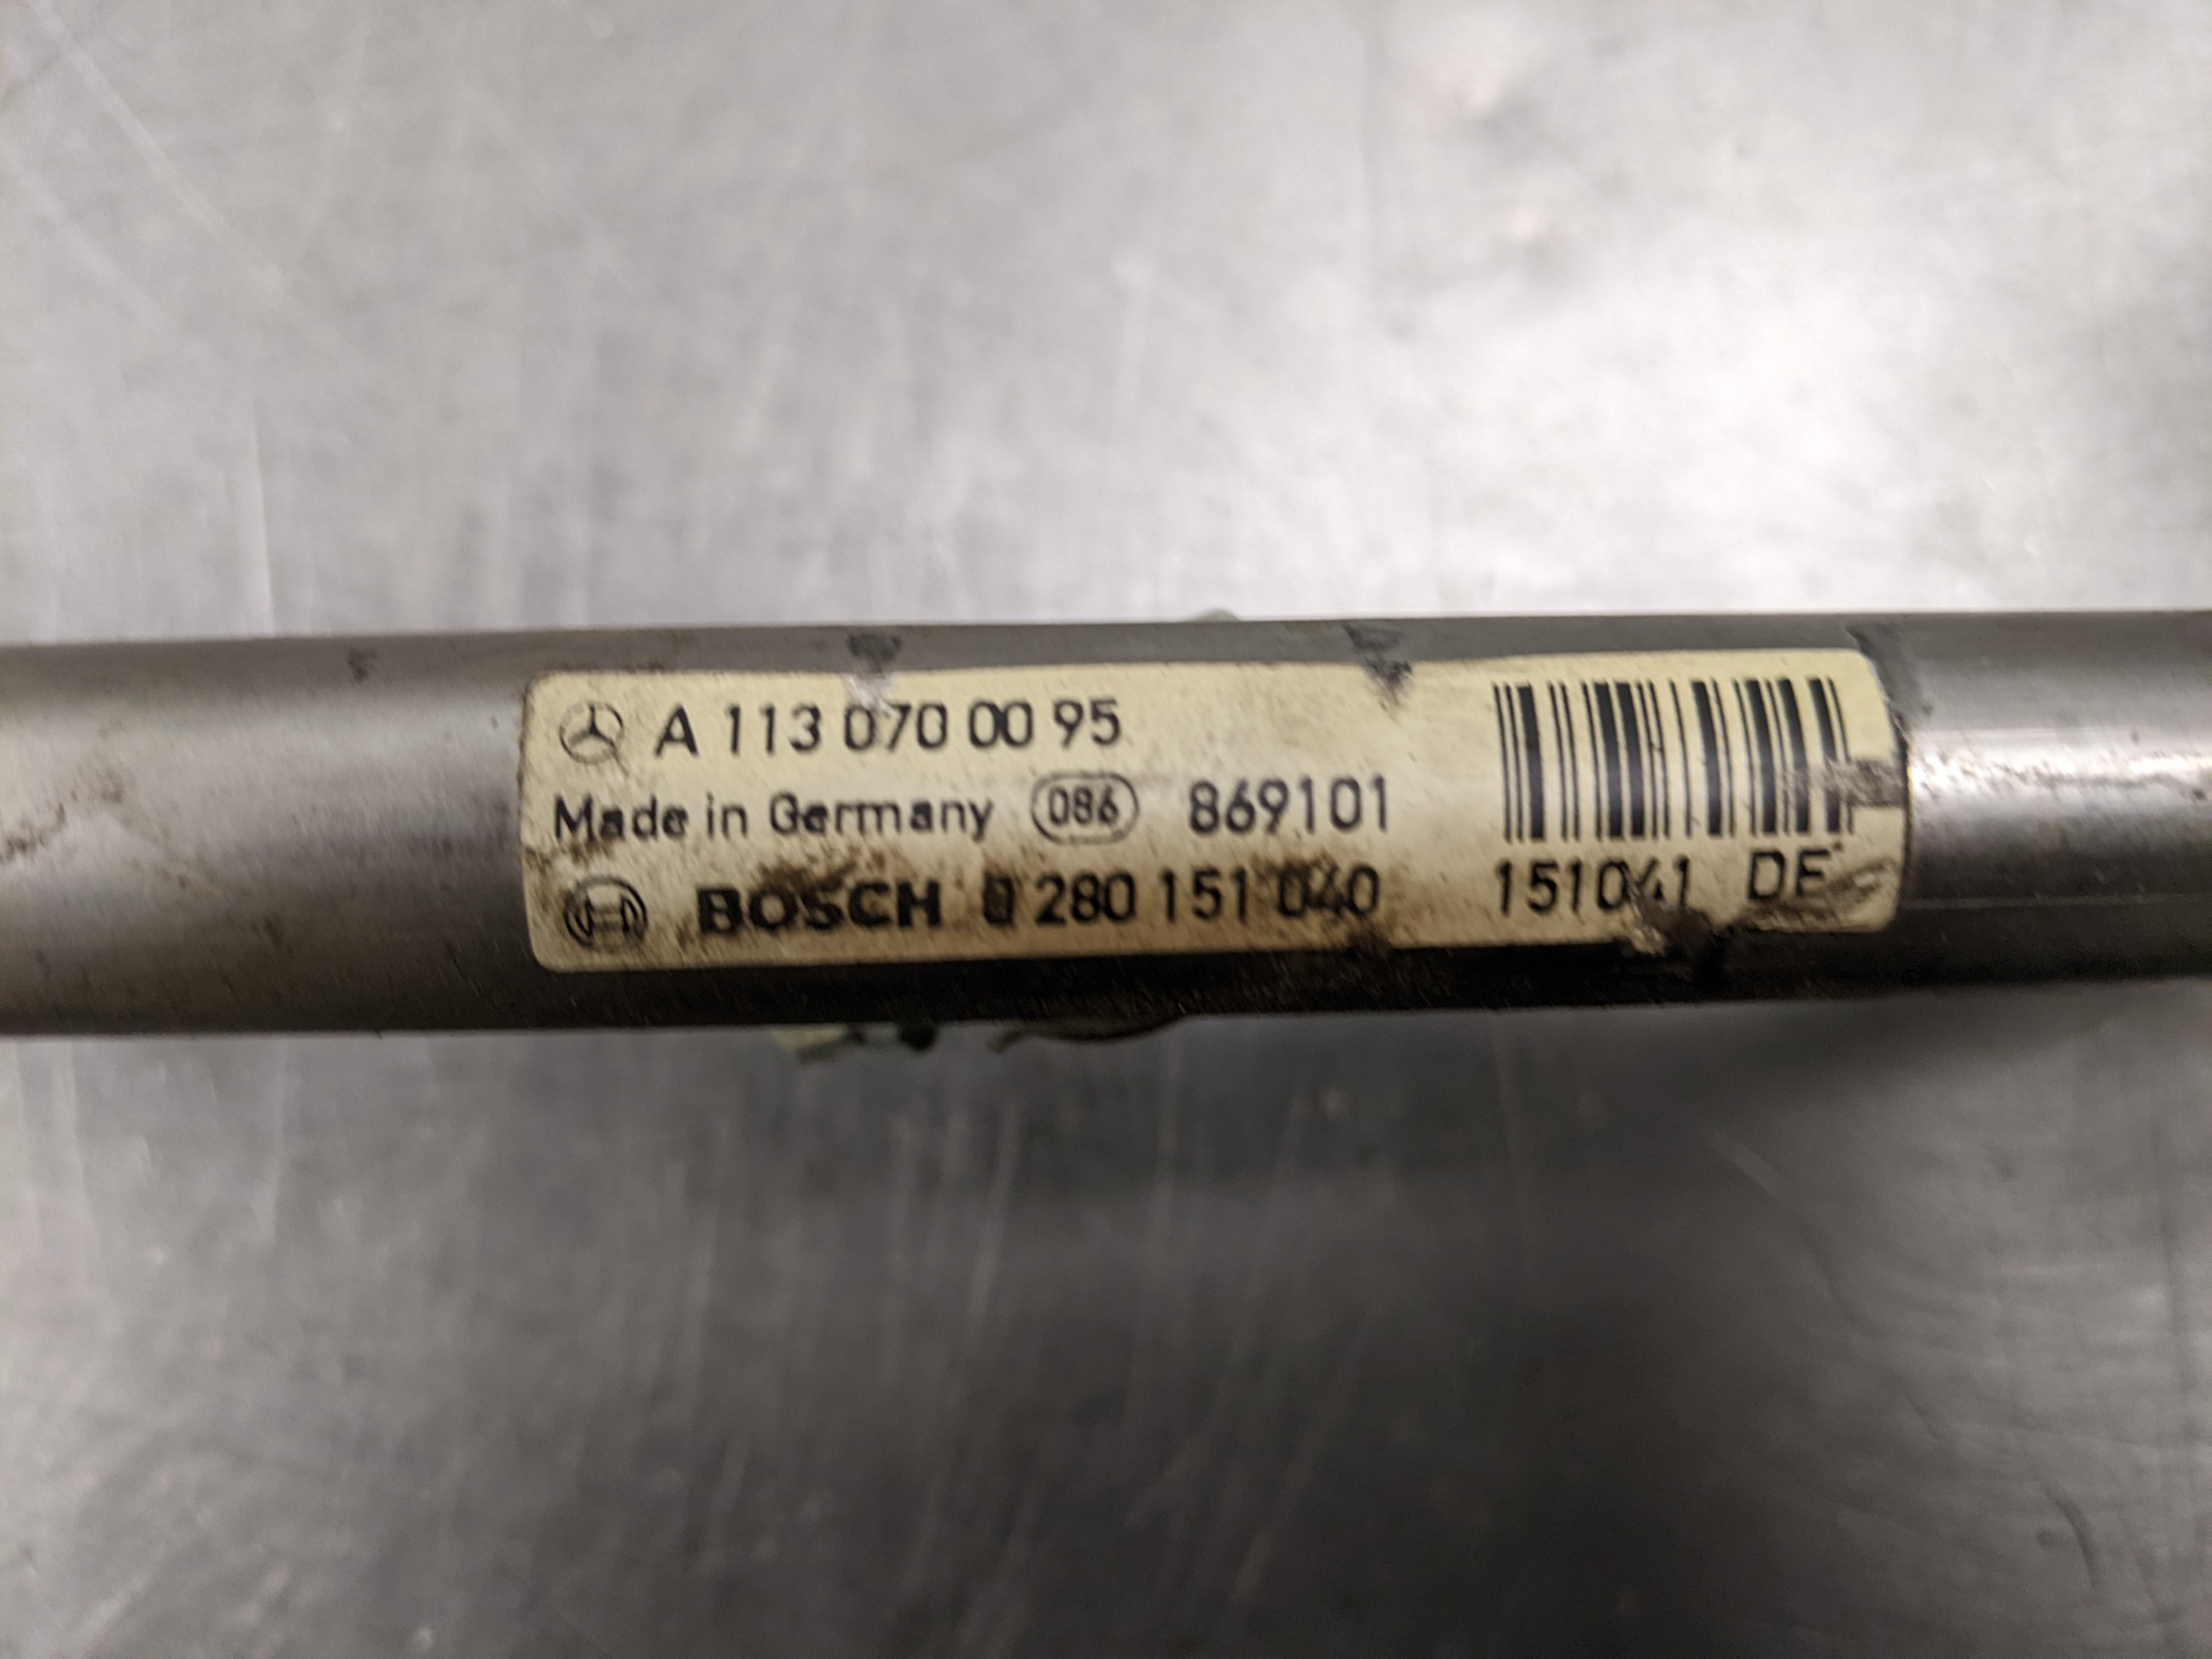 A 113 070 00 95
Made in Germany 086 869101
BOSCH 0 280 151 040
151041 DE